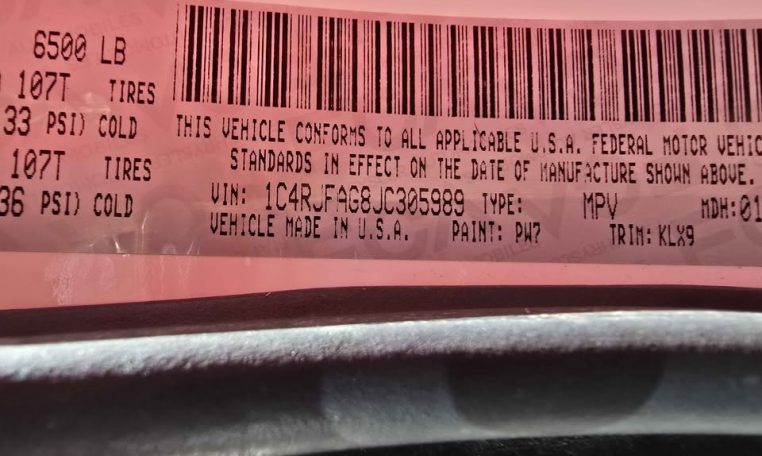 6500 LB
107T TIRES
33 PSI) COLD
107T TIRES
36 PSI) COLD
THIS VEHICLE CONFORMS TO ALL APPLICABLE U.S.A. FEDERAL MOTOR VEHIC
STANDARDS IN EFFECT ON THE DATE OF MANUFACTURE SHOWN ABOVE.
VIN: 1C4RJFAG8JC305989 TYPE: MPV MDH:01
VEHICLE MADE IN U.S.A. PAINT: PW7 TRIM: KLX9